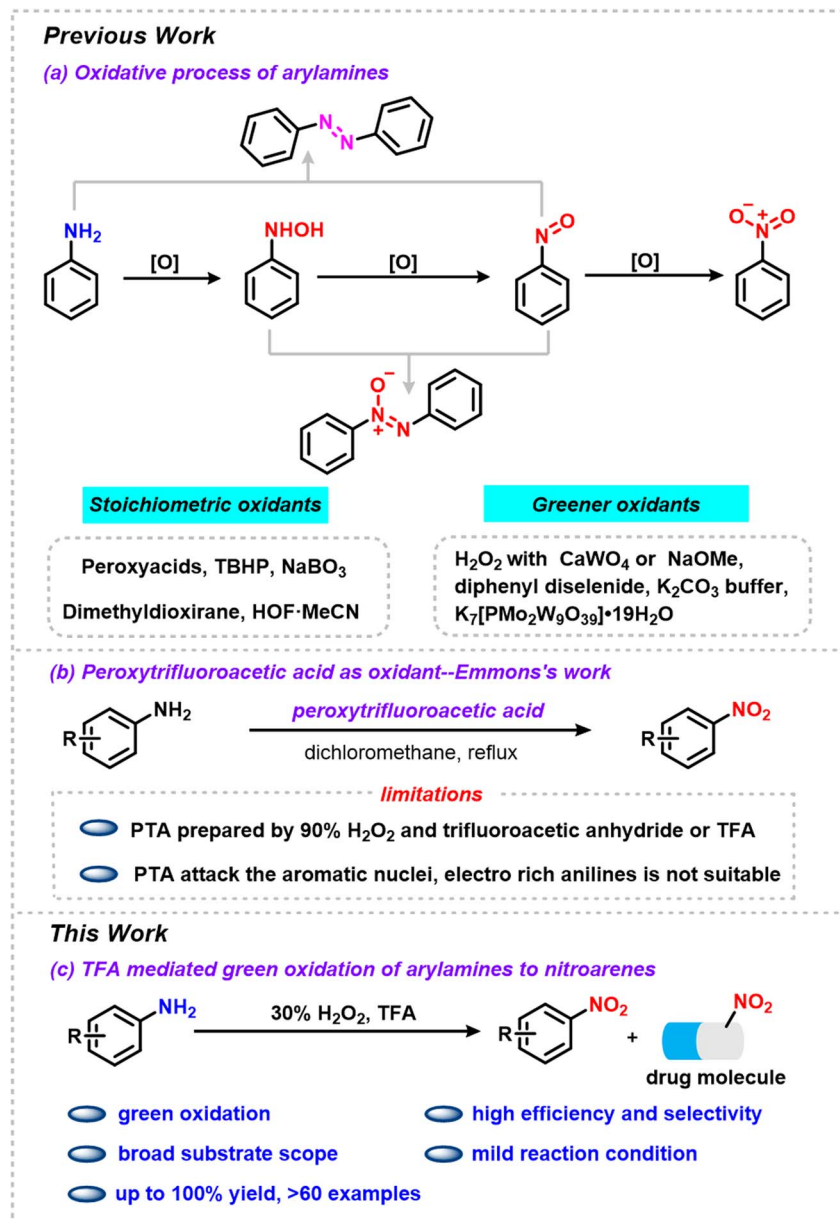 Previous Work
(a) Oxidative process of arylamines
N
N
NH₂
[O]
NHOH
[O]
N
O
[O]
O⁻
N⁺
O
O⁻
N⁺
N
Stoichiometric oxidants
Greener oxidants
Peroxyacids, TBHP, NaBO₃
Dimethyldioxirane, HOF·MeCN
H₂O₂ with CaWO₄ or NaOMe,
diphenyl diselenide, K₂CO₃ buffer,
K₇[PMo₂W₉O₃₉]•19H₂O
(b) Peroxytrifluoroacetic acid as oxidant--Emmons's work
R
NH₂
peroxytrifluoroacetic acid
dichloromethane, reflux
R
NO₂
limitations
PTA prepared by 90% H₂O₂ and trifluoroacetic anhydride or TFA
PTA attack the aromatic nuclei, electro rich anilines is not suitable
This Work
(c) TFA mediated green oxidation of arylamines to nitroarenes
R
NH₂
30% H₂O₂, TFA
R
NO₂
+
NO₂
drug molecule
green oxidation
high efficiency and selectivity
broad substrate scope
mild reaction condition
up to 100% yield, >60 examples